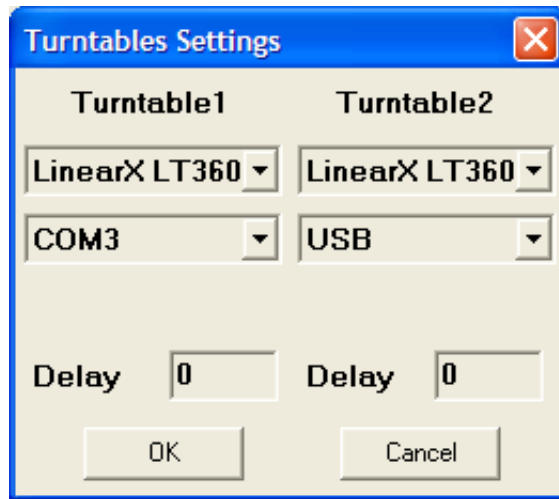 Turntables Settings
Turntable1 Turntable2
LinearX LT360 LinearX LT360
COM3 USB
Delay 0 Delay 0
OK Cancel